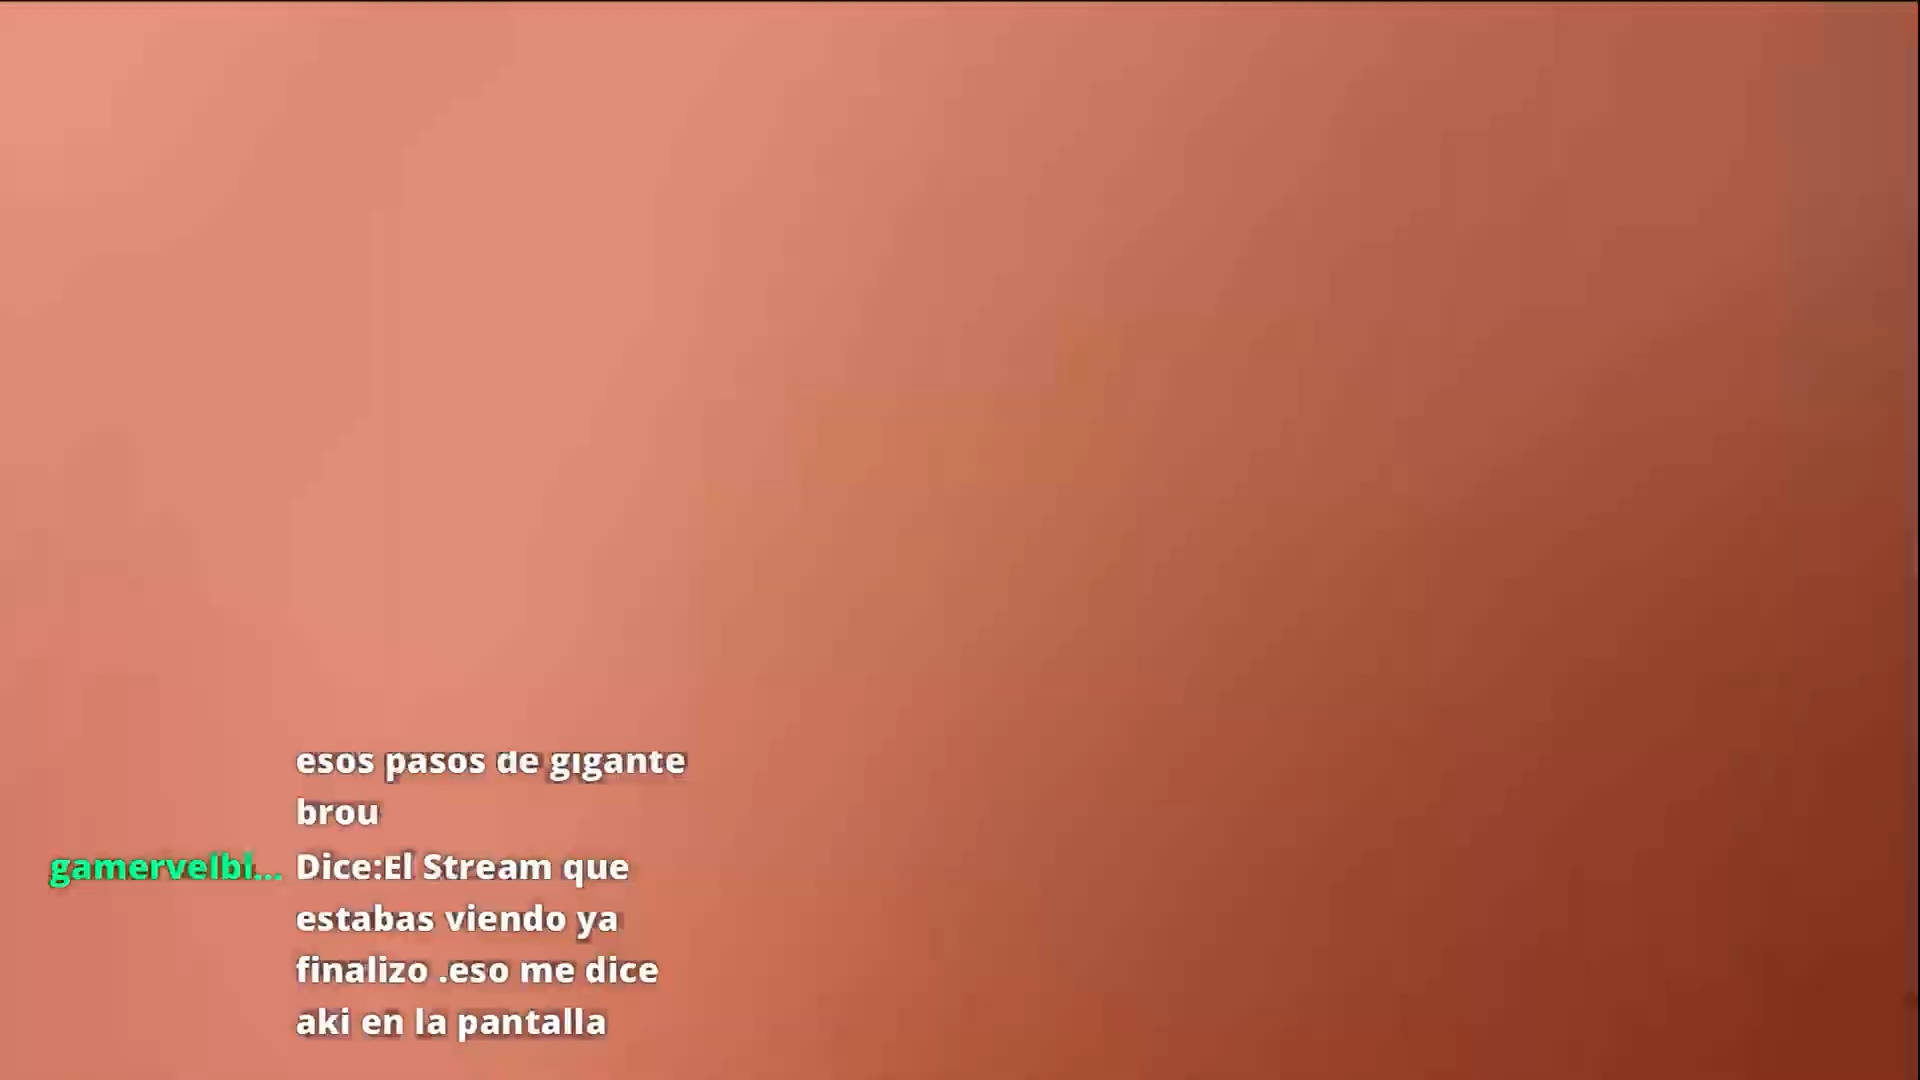 esos pasos de gigante
brou
gamervelbl... Dice:El Stream que
estabas viendo ya
finalizo .eso me dice
aki en la pantalla